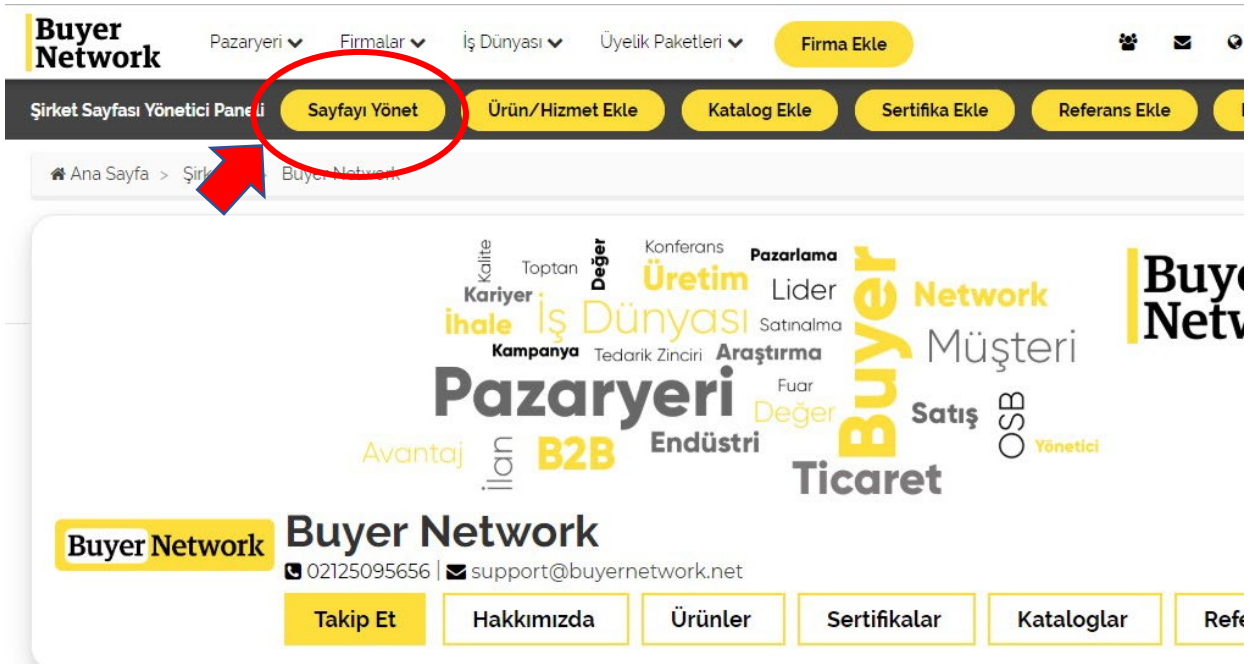 Buyer
Network
Pazaryeri Firmalar İş Dünyası Üyelik Paketleri Firma Ekle
Şirket Sayfası Yönetici Paneli Sayfayı Yönet Ürün/Hizmet Ekle Katalog Ekle Sertifika Ekle Referans Ekle
Ana Sayfa > > Buyer Network
Kalite
Toptan
Değer
Konferans
Pazarlama
Kariyer
Üretim
Lider
Buyer
Network
İhale
İş Dünyası
Satınalma
Müşteri
Kampanya
Tedarik Zinciri
Araştırma
Pazaryeri
Fuar
Değer
Satış
OSB
Avantaj
İlan
B2B
Endüstri
Yönetici
Ticaret
Buyer Network
Buyer Network
02125095656 | support@buyernetwork.net
Takip Et Hakkımızda Ürünler Sertifikalar Kataloglar